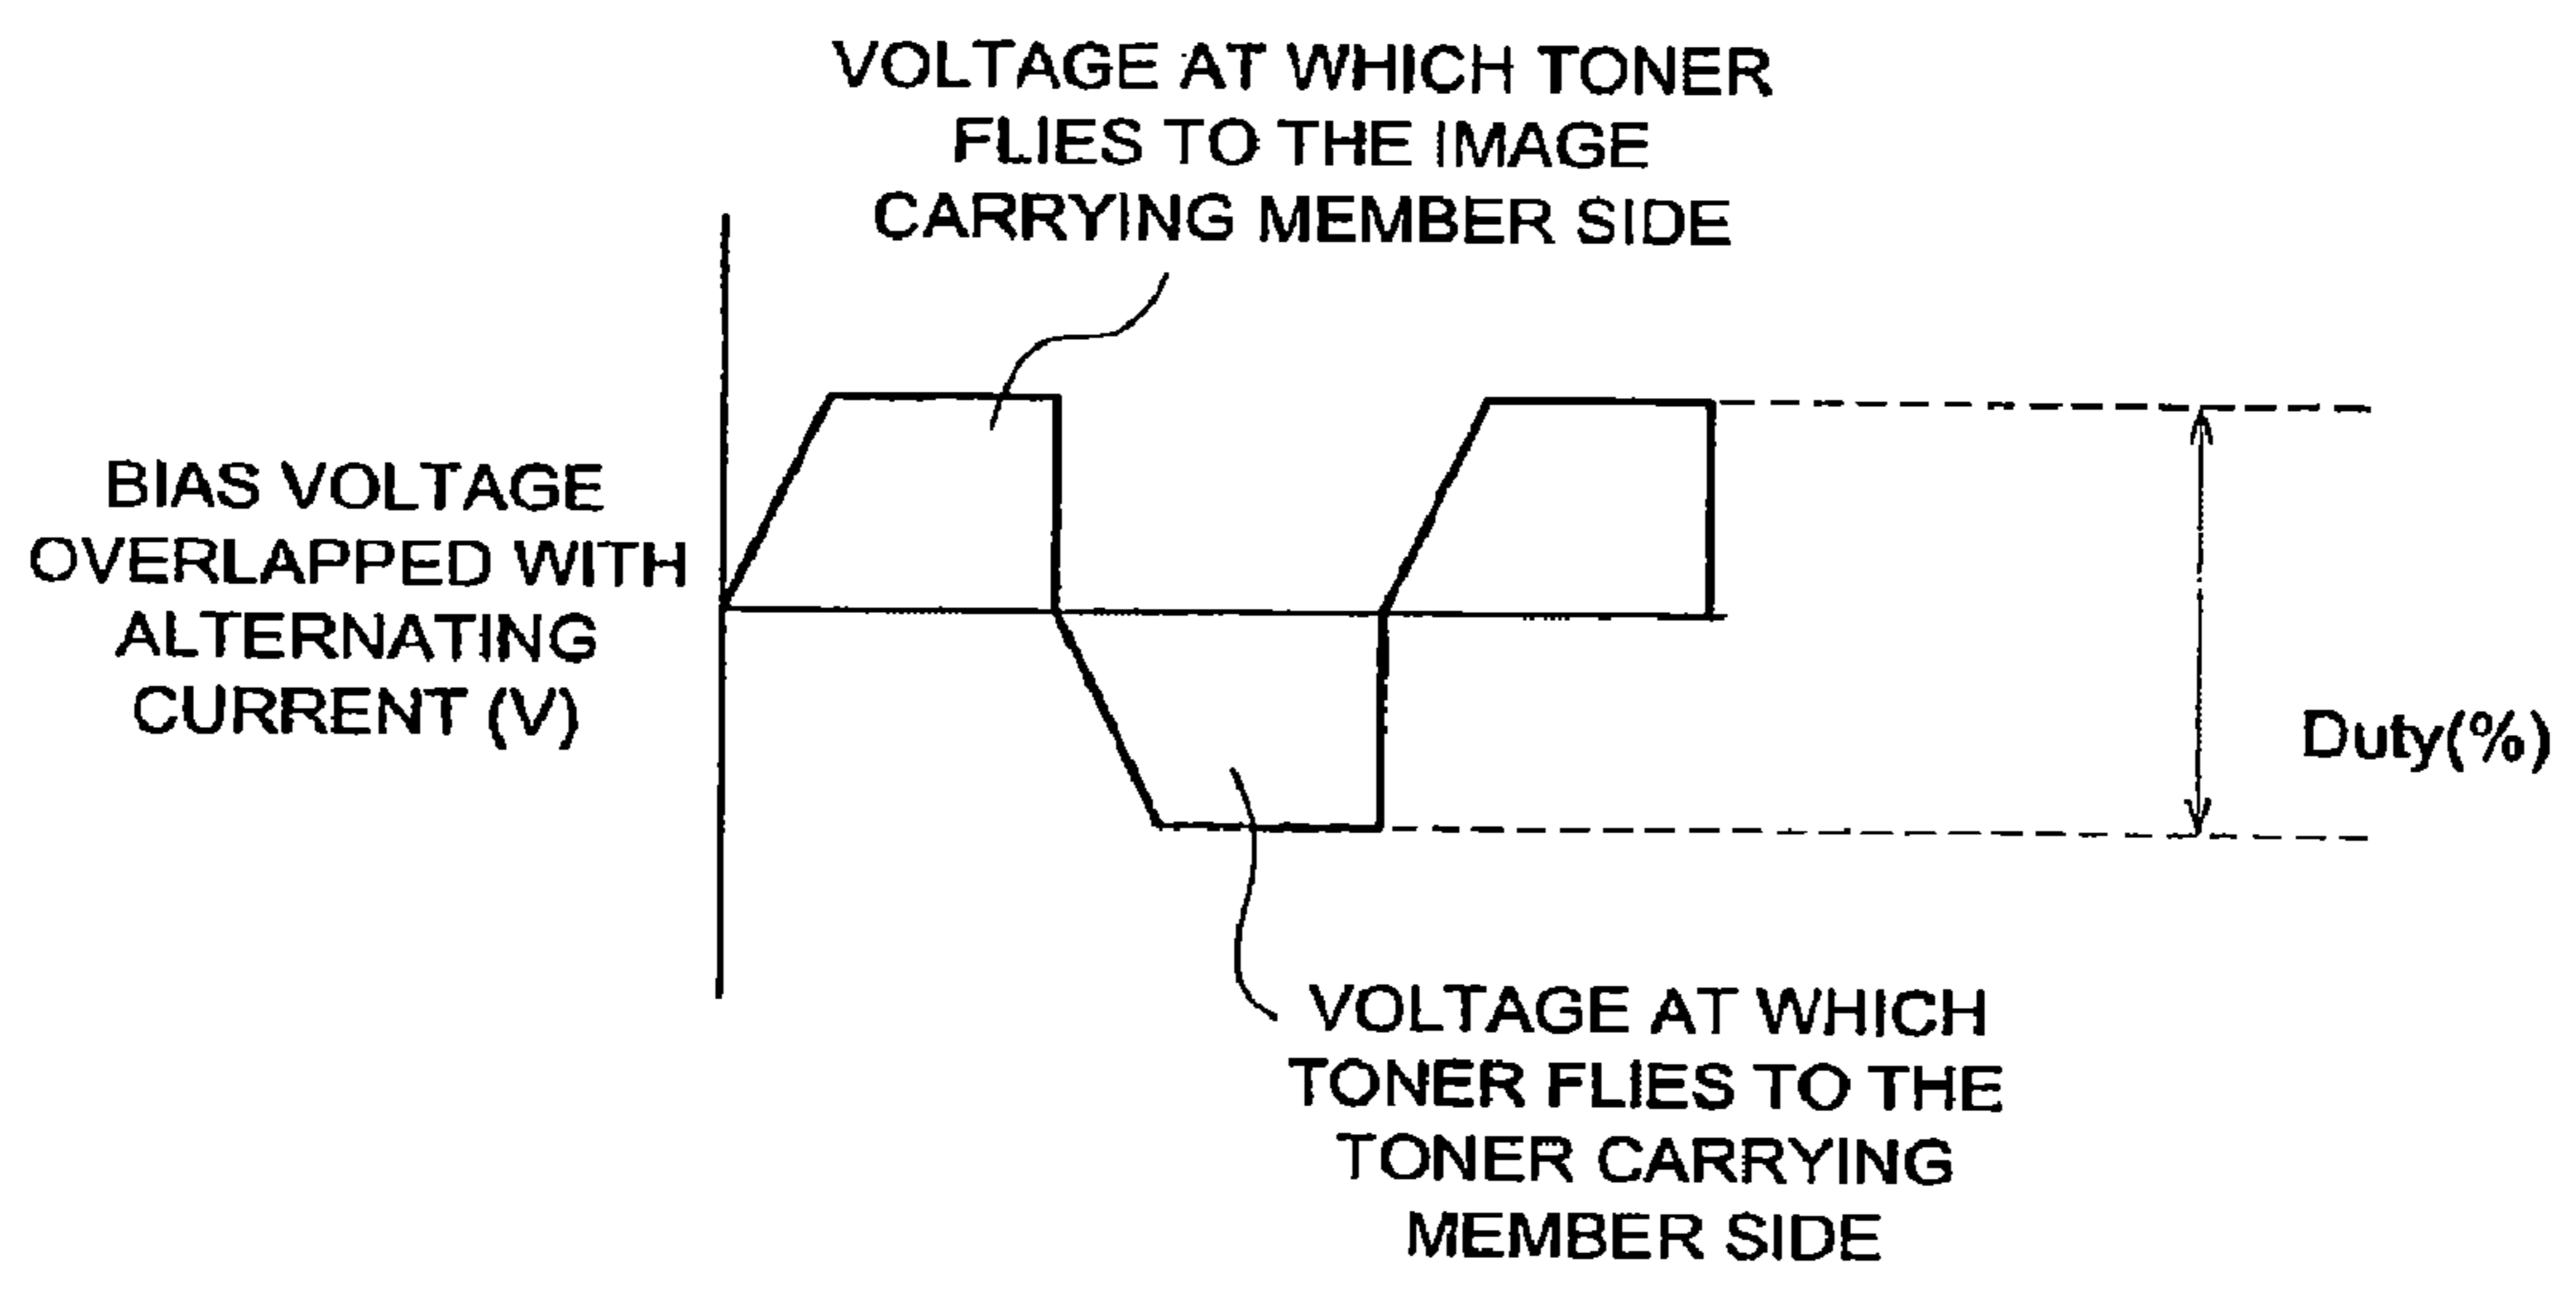 VOLTAGE AT WHICH TONER
FLIES TO THE IMAGE
CARRYING MEMBER SIDE
BIAS VOLTAGE
OVERLAPPED WITH
ALTERNATING
CURRENT (V)
Duty(%)
VOLTAGE AT WHICH
TONER FLIES TO THE
TONER CARRYING
MEMBER SIDE